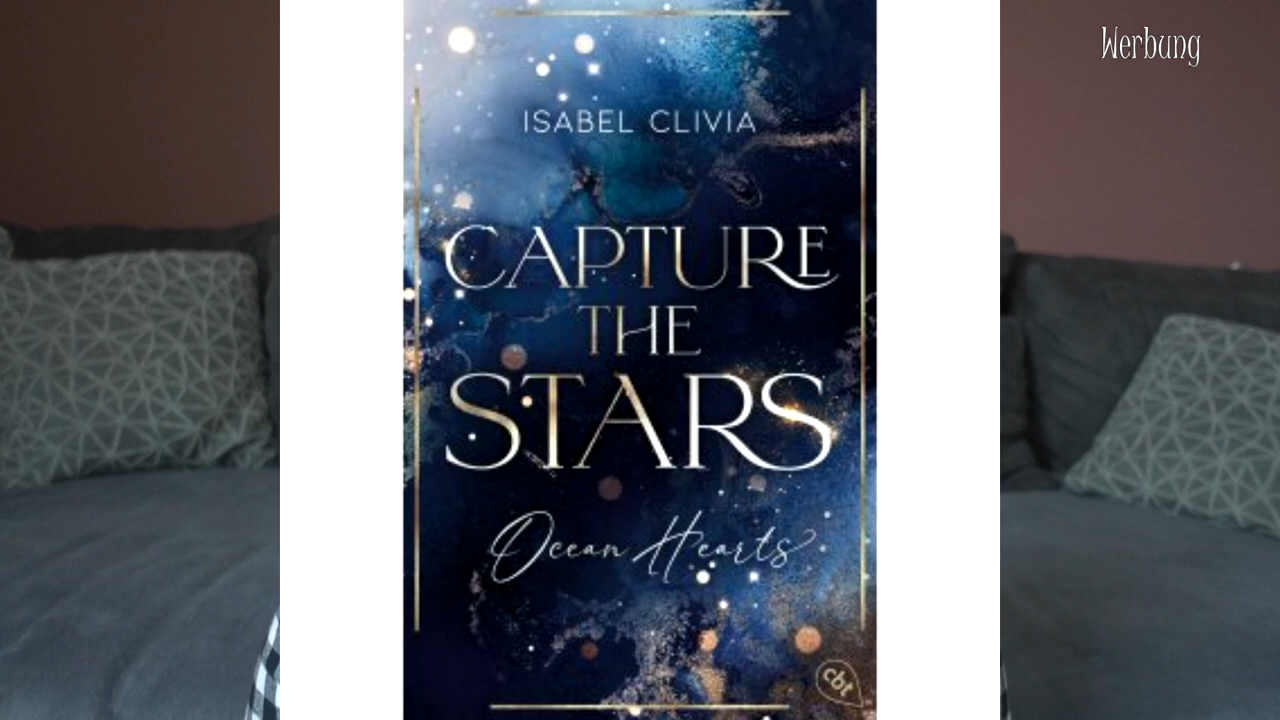 Werbung
ISABEL CLIVIA
CAPTURE
THE
STARS
Ocean Hearts
cbt